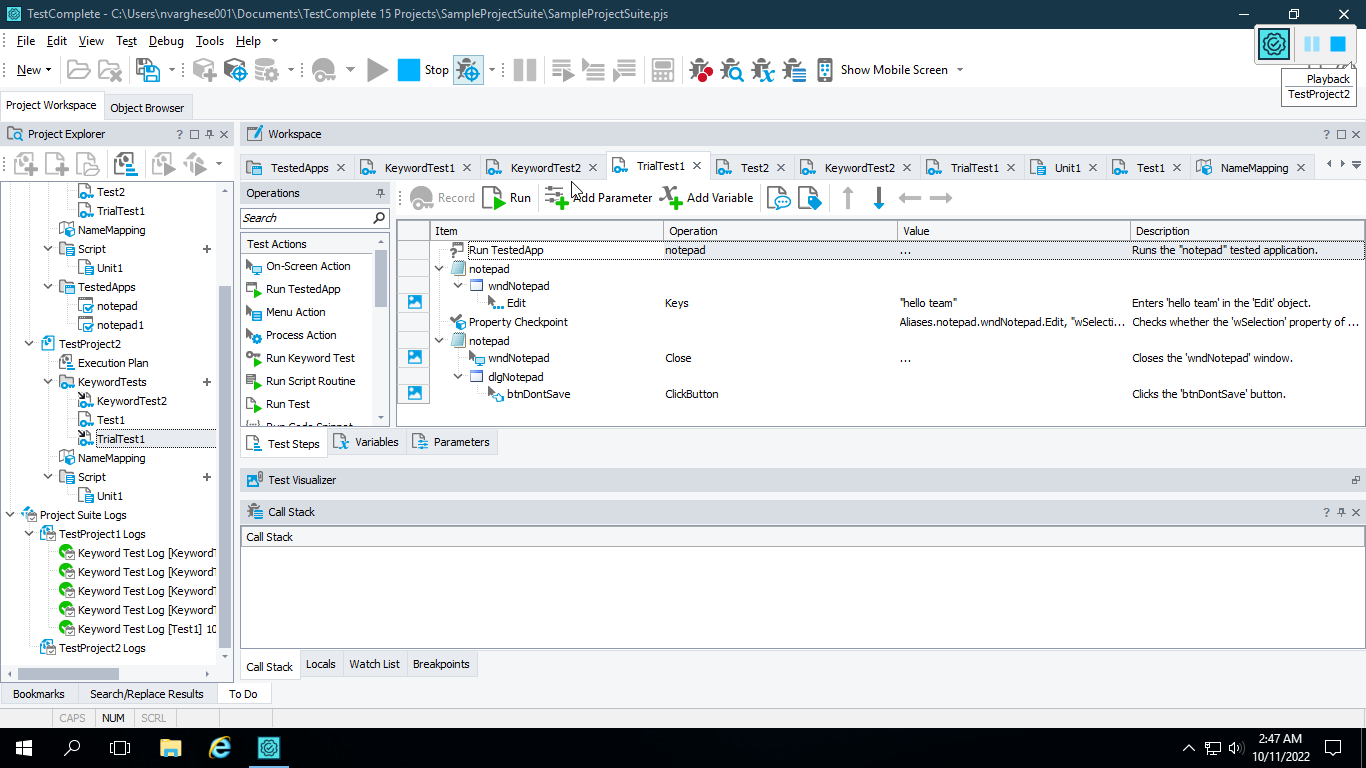 TestComplete - C:\Users\nvarghese001\Documents\TestComplete 15 Projects\SampleProjectSuite\SampleProjectSuite.pjs
File Edit View Test Debug Tools Help
New Stop Show Mobile Screen
Playback
TestProject2
Project Workspace Object Browser
Project Explorer
Test2
TrialTest1
NameMapping
Script
Unit1
TestedApps
notepad
notepad1
TestProject2
Execution Plan
KeywordTests
KeywordTest2
Test1
TrialTest1
NameMapping
Script
Unit1
Project Suite Logs
TestProject1 Logs
Keyword Test Log [Keyword
Keyword Test Log [Keyword
Keyword Test Log [Keyword
Keyword Test Log [Keyword
Keyword Test Log [Test1] 10
TestProject2 Logs
Workspace
TestedApps KeywordTest1 KeywordTest2 TrialTest1 Test2 KeywordTest2 TrialTest1 Unit1 Test1 NameMapping
Operations
Search
Test Actions
On-Screen Action
Run TestedApp
Menu Action
Process Action
Run Keyword Test
Run Script Routine
Run Test
Run Code Snippet
Record Run Add Parameter Add Variable
Item Operation Value Description
Run TestedApp notepad ... Runs the "notepad" tested application.
notepad
wndNotepad
Edit Keys "hello team" Enters 'hello team' in the 'Edit' object.
Property Checkpoint Aliases.notepad.wndNotepad.Edit, "wSelecti... Checks whether the 'wSelection' property of ...
notepad
wndNotepad Close ... Closes the 'wndNotepad' window.
dlgNotepad
btnDontSave ClickButton Clicks the 'btnDontSave' button.
Test Steps Variables Parameters
Test Visualizer
Call Stack
Call Stack
Call Stack Locals Watch List Breakpoints
Bookmarks Search/Replace Results To Do
CAPS NUM SCRL
2:47 AM
10/11/2022